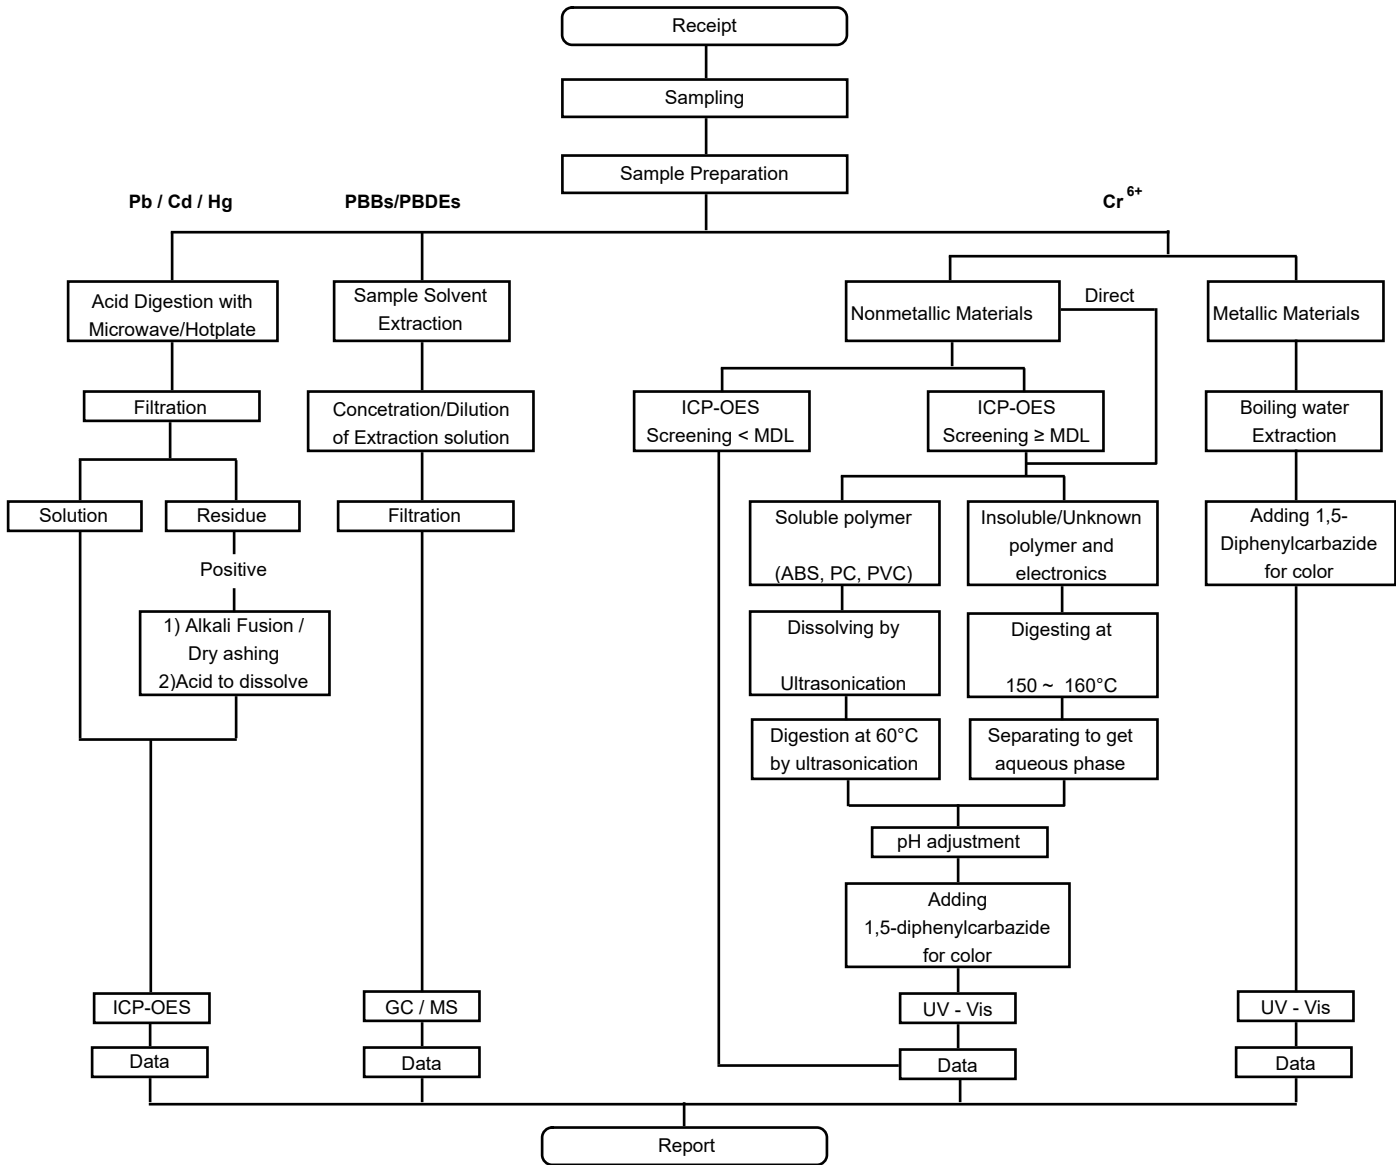 Receipt
Sampling
Sample Preparation
Pb / Cd / Hg
PBBs/PBDEs
Cr 6+
Acid Digestion with
Microwave/Hotplate
Sample Solvent
Extraction
Nonmetallic Materials
Direct
Metallic Materials
Filtration
Concetration/Dilution
of Extraction solution
ICP-OES
Screening < MDL
ICP-OES
Screening ≥ MDL
Boiling water
Extraction
Solution
Residue
Filtration
Soluble polymer
(ABS, PC, PVC)
Insoluble/Unknown
polymer and
electronics
Adding 1,5-
Diphenylcarbazide
for color
Positive
1) Alkali Fusion /
Dry ashing
2)Acid to dissolve
Dissolving by
Ultrasonication
Digesting at
150 ~ 160°C
Digestion at 60°C
by ultrasonication
Separating to get
aqueous phase
pH adjustment
Adding
1,5-diphenylcarbazide
for color
ICP-OES
GC / MS
UV - Vis
UV - Vis
Data
Data
Data
Data
Report